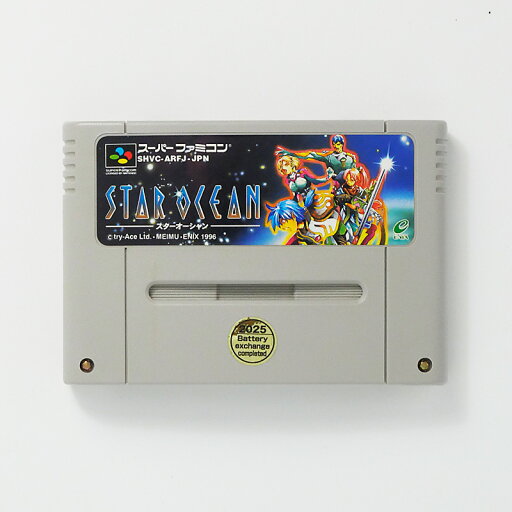 スーパーファミコン
SHVC-ARFJ-JPN
STAR OCEAN
スターオーシャン
© try-Ace Ltd.・MEIMU・ENIX 1996
ENIX
2025
Battery
exchange
completed